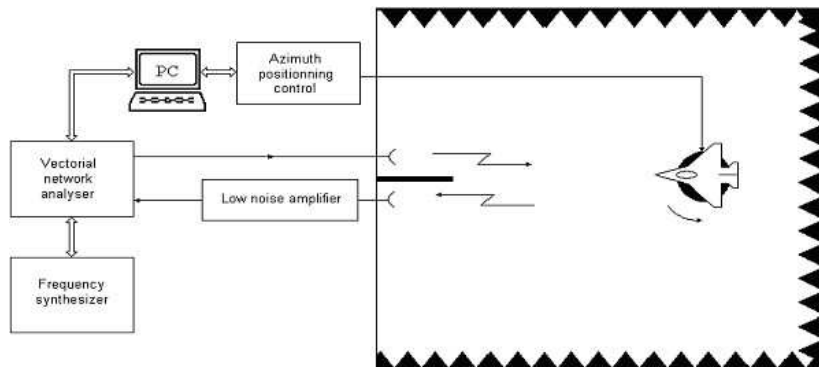 PC
Azimuth
positionning
control
Vectorial
network
analyser
Low noise amplifier
Frequency
synthesizer